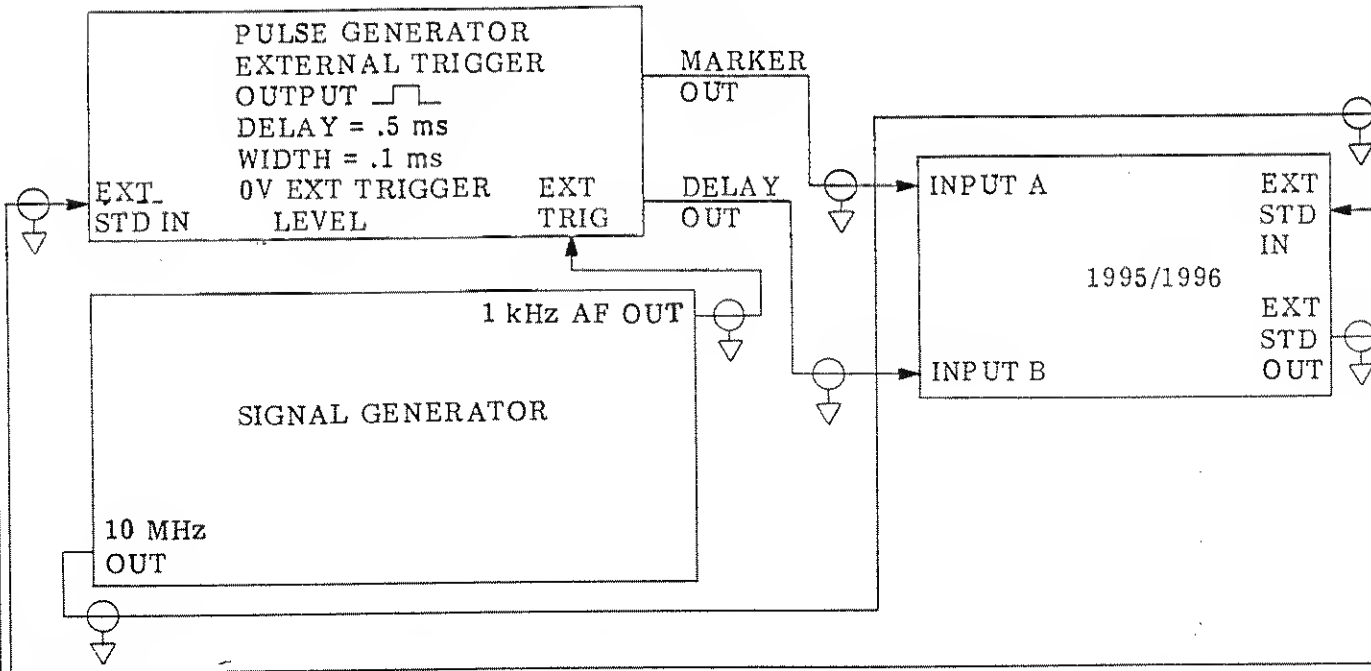 PULSE GENERATOR
EXTERNAL TRIGGER
OUTPUT
DELAY = .5 ms
WIDTH = .1 ms
0V EXT TRIGGER
LEVEL
EXT
STD IN
EXT
TRIG
MARKER
OUT
DELAY
OUT
INPUT A
INPUT B
1995/1996
EXT
STD
IN
EXT
STD
OUT
1 kHz AF OUT
SIGNAL GENERATOR
10 MHz
OUT